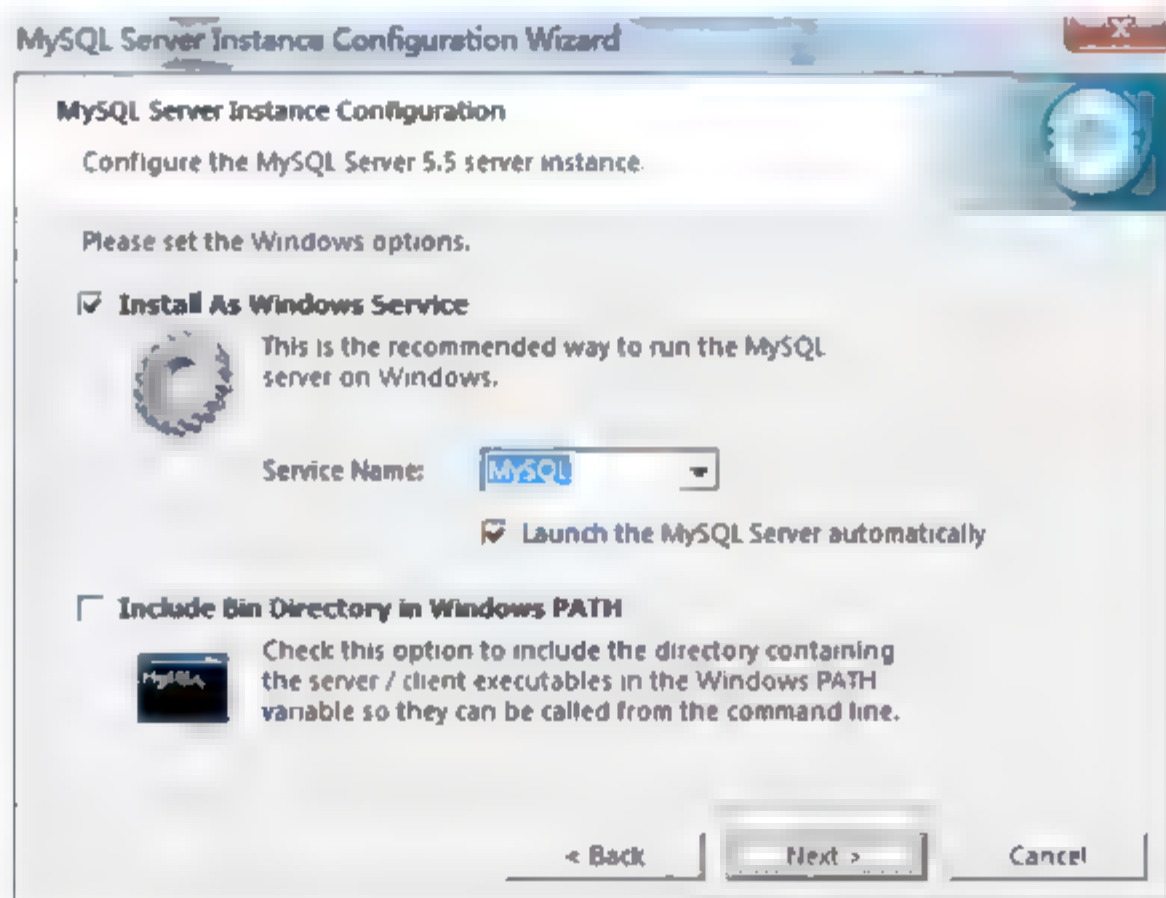 MySQL Server Instance Configuration Wizard
X
MySQL Server Instance Configuration
Configure the MySQL Server 5.5 server instance.
Please set the Windows options.
Install As Windows Service
This is the recommended way to run the MySQL
server on Windows.
Service Name: MySQL
Launch the MySQL Server automatically
Include Bin Directory in Windows PATH
Check this option to include the directory containing
the server / client executables in the Windows PATH
variable so they can be called from the command line.
< Back Next > Cancel